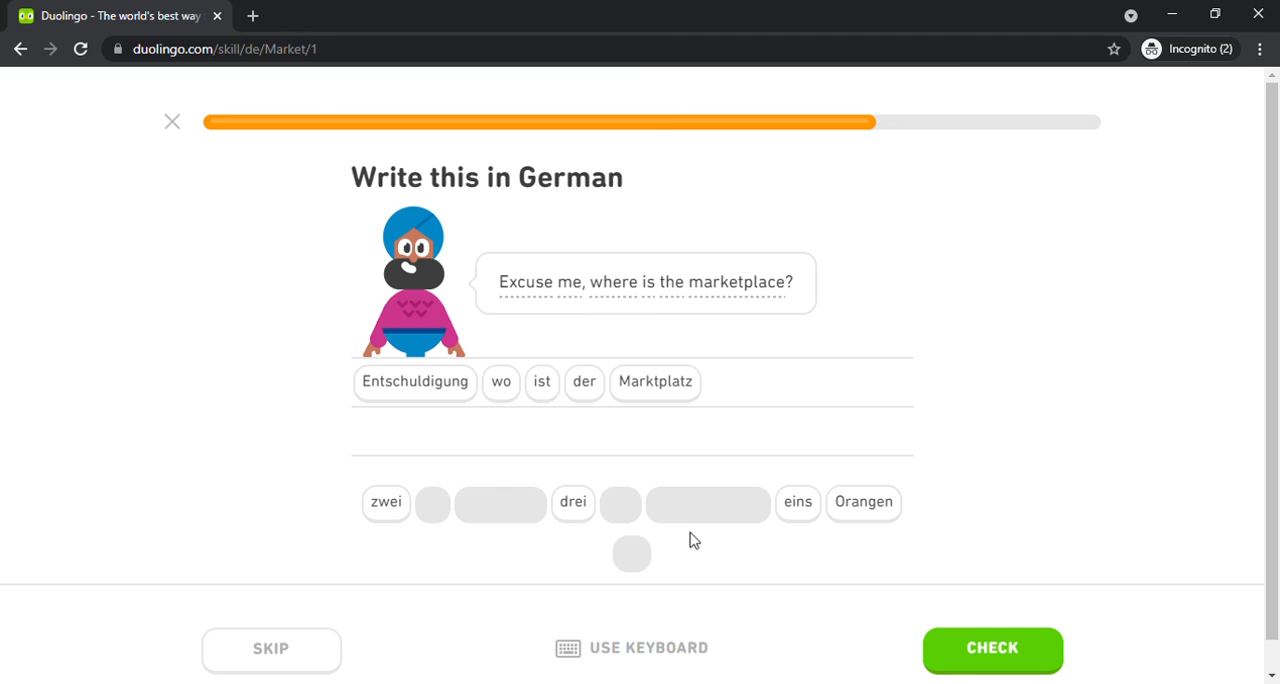 Duolingo - The world's best way
duolingo.com/skill/de/Market/1
Incognito (2)
Write this in German
Excuse me, where is the marketplace?
Entschuldigung wo ist der Marktplatz
zwei drei eins Orangen
SKIP USE KEYBOARD CHECK